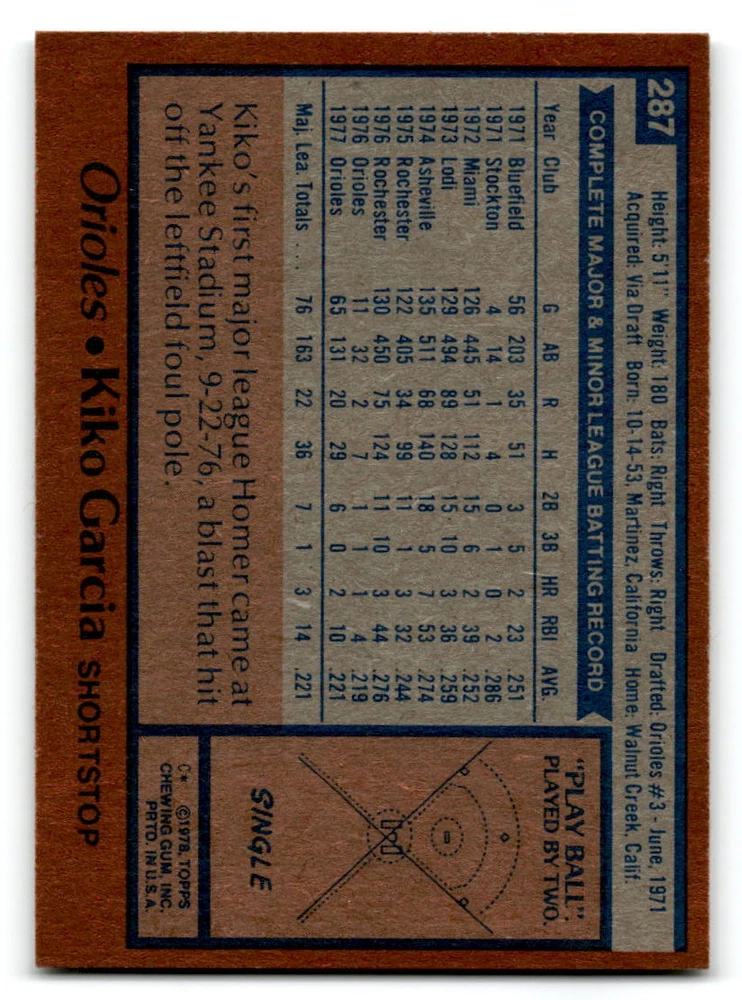 287
Height: 5'11" Weight: 180 Bats: Right Throws: Right Drafted: Orioles #3 - June, 1971
Acquired: Via Draft Born: 10-14-53, Martinez, California Home: Walnut Creek, Calif.
COMPLETE MAJOR & MINOR LEAGUE BATTING RECORD
Year Club G AB R H 2B 3B HR RBI AVG.
1971 Bluefield 56 203 35 51 3 5 2 23 .251
1971 Stockton 4 14 1 4 0 1 0 2 .286
1972 Miami 126 445 51 112 15 6 2 39 .252
1973 Lodi 129 494 89 128 15 10 3 36 .259
1974 Asheville 135 511 68 140 18 5 7 53 .274
1975 Rochester 122 405 34 99 11 1 3 32 .244
1976 Rochester 130 450 75 124 11 10 3 44 .276
1976 Orioles 11 32 2 7 1 1 1 4 .219
1977 Orioles 65 131 20 29 6 0 2 10 .221
Maj. Lea. Totals .... 76 163 22 36 7 1 3 14 .221
Kiko's first major league Homer came at
Yankee Stadium, 9-22-76, a blast that hit
off the leftfield foul pole.
"PLAY BALL".
PLAYED BY TWO.
SINGLE
C* ©1978, TOPPS
CHEWING GUM, INC.
PRTD. IN U.S.A.
Orioles • Kiko Garcia SHORTSTOP